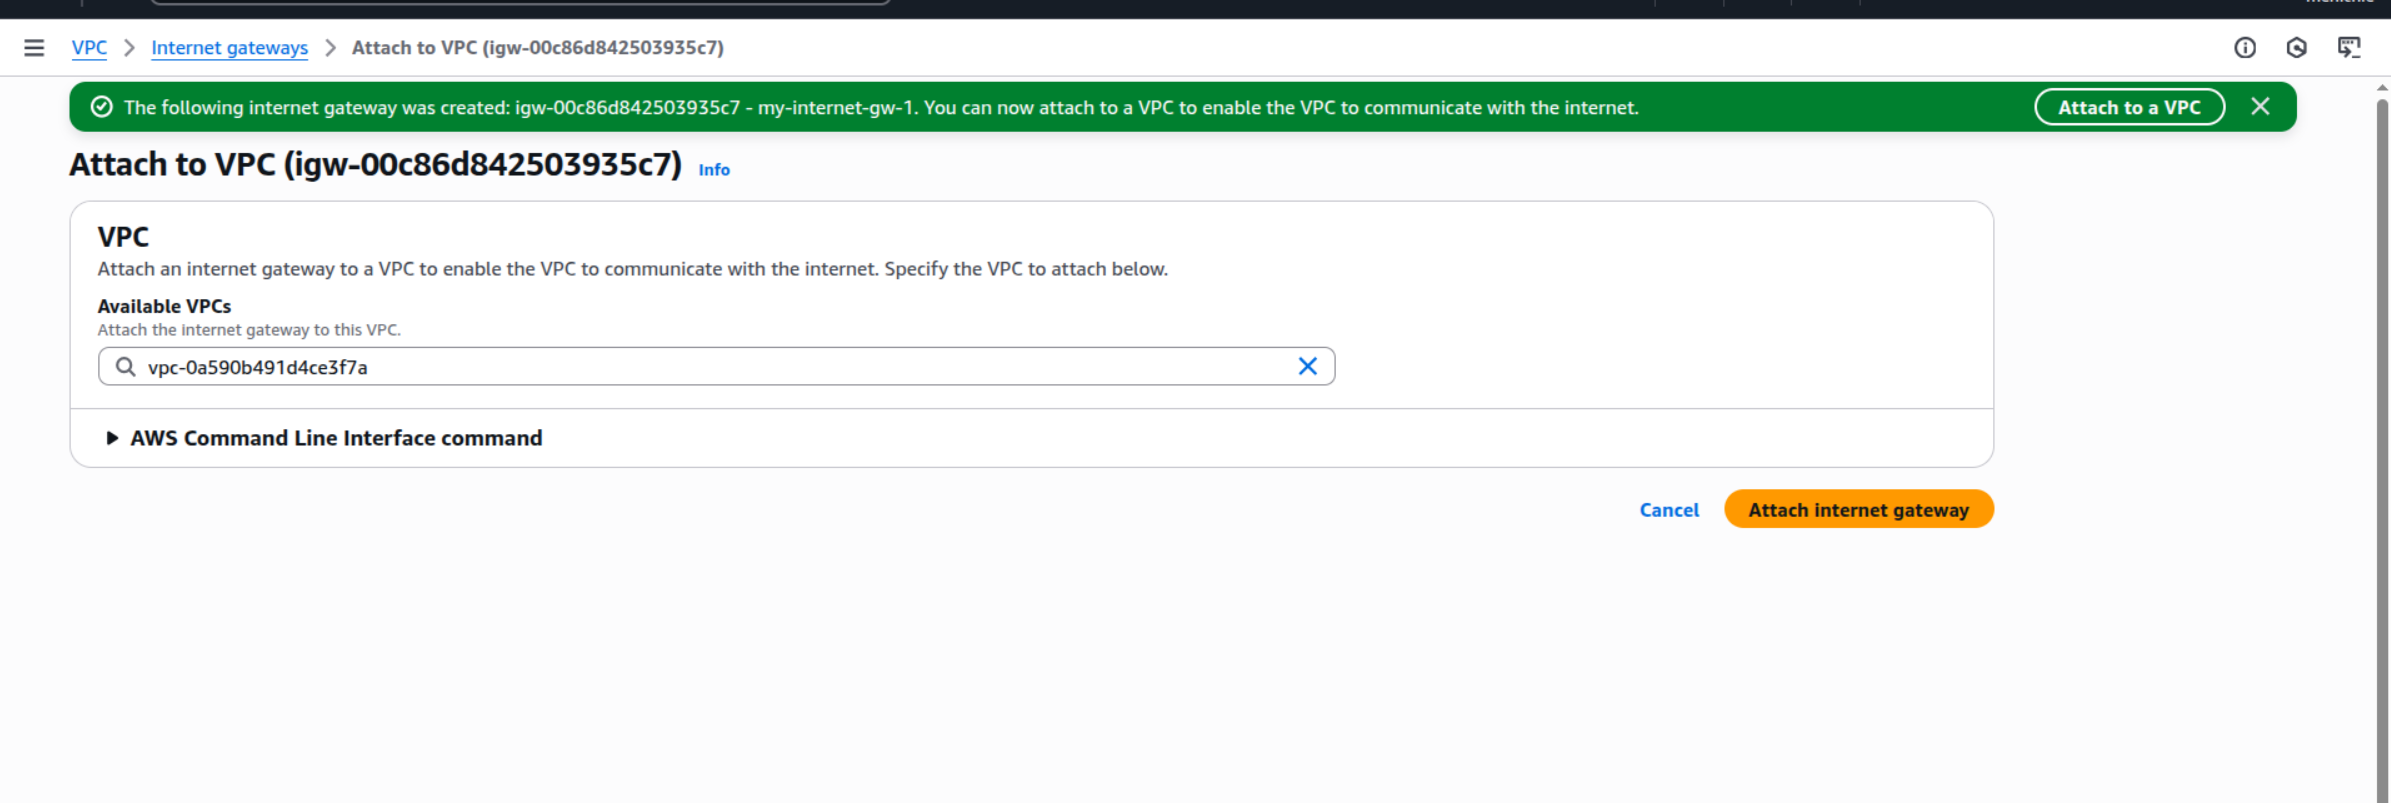 VPC > Internet gateways > Attach to VPC (igw-00c86d842503935c7)
The following internet gateway was created: igw-00c86d842503935c7 - my-internet-gw-1. You can now attach to a VPC to enable the VPC to communicate with the internet. Attach to a VPC
Attach to VPC (igw-00c86d842503935c7) Info
VPC
Attach an internet gateway to a VPC to enable the VPC to communicate with the internet. Specify the VPC to attach below.
Available VPCs
Attach the internet gateway to this VPC.
vpc-0a590b491d4ce3f7a
AWS Command Line Interface command
Cancel Attach internet gateway